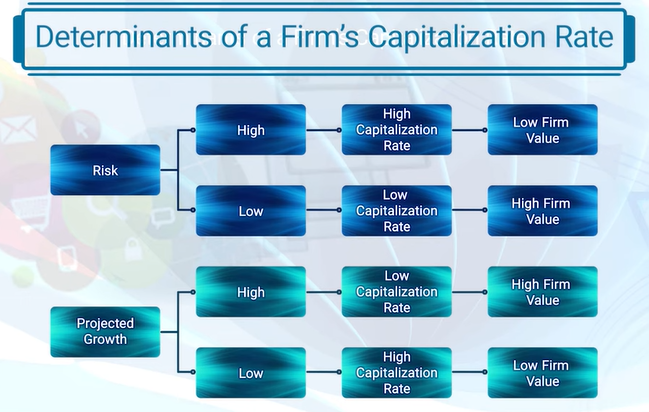 Determinants of a Firm's Capitalization Rate
Risk
High
High
Capitalization
Rate
Low Firm
Value
Low
Low
Capitalization
Rate
High Firm
Value
Projected
Growth
High
Low
Capitalization
Rate
High Firm
Value
Low
High
Capitalization
Rate
Low Firm
Value